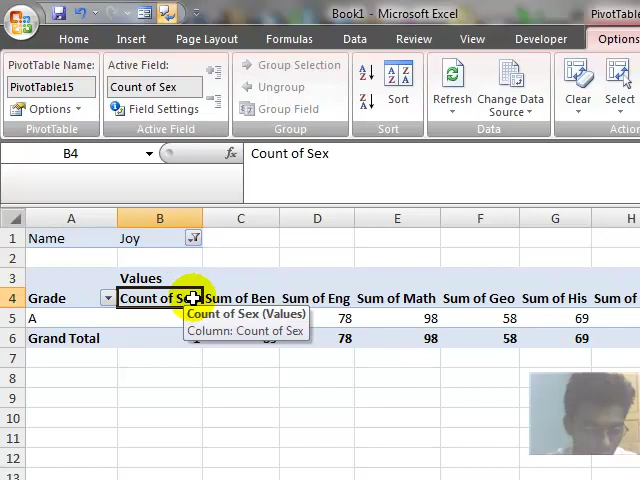 Book1 - Microsoft Excel
PivotTable
Home Insert Page Layout Formulas Data Review View Developer Options
PivotTable Name: Active Field: Group Selection
PivotTable15 Count of Sex Ungroup Sort Refresh Change Data Source Clear Select
Options Field Settings Group Field
PivotTable Active Field Group Sort Data Actions
B4 fx Count of Sex
A B C D E F G H
1 Name Joy
2
3 Values
4 Grade Count of Sex Sum of Ben Sum of Eng Sum of Math Sum of Geo Sum of His Sum of
Count of Sex (Values)
5 A 78 98 58 69
Column: Count of Sex
6 Grand Total 78 98 58 69
7
8
9
10
11
12
13